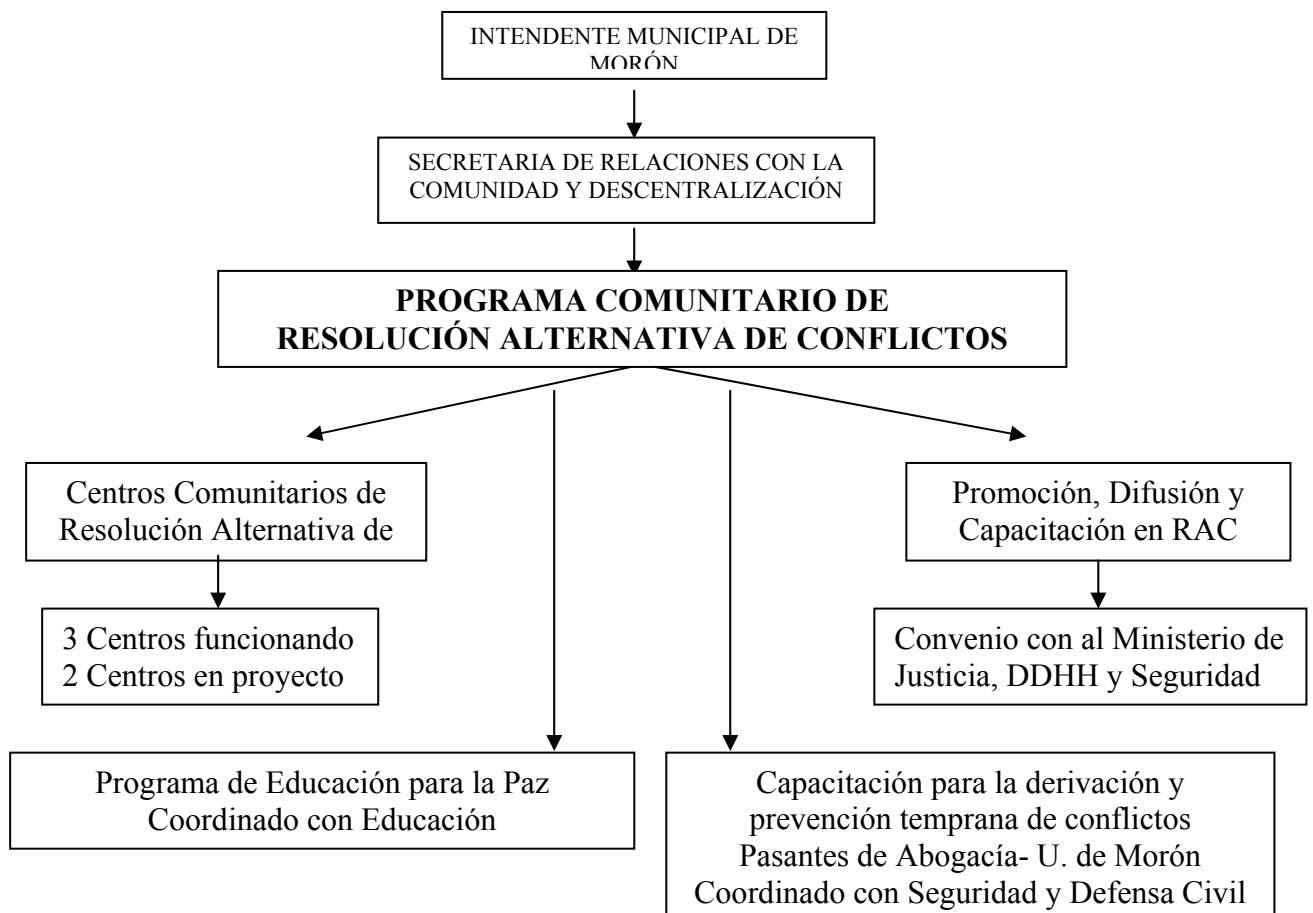 INTENDENTE MUNICIPAL DE
MORÓN
SECRETARIA DE RELACIONES CON LA
COMUNIDAD Y DESCENTRALIZACIÓN
PROGRAMA COMUNITARIO DE
RESOLUCIÓN ALTERNATIVA DE CONFLICTOS
Centros Comunitarios de
Resolución Alternativa de
Promoción, Difusión y
Capacitación en RAC
3 Centros funcionando
2 Centros en proyecto
Convenio con al Ministerio de
Justicia, DDHH y Seguridad
Programa de Educación para la Paz
Coordinado con Educación
Capacitación para la derivación y
prevención temprana de conflictos
Pasantes de Abogacía- U. de Morón
Coordinado con Seguridad y Defensa Civil